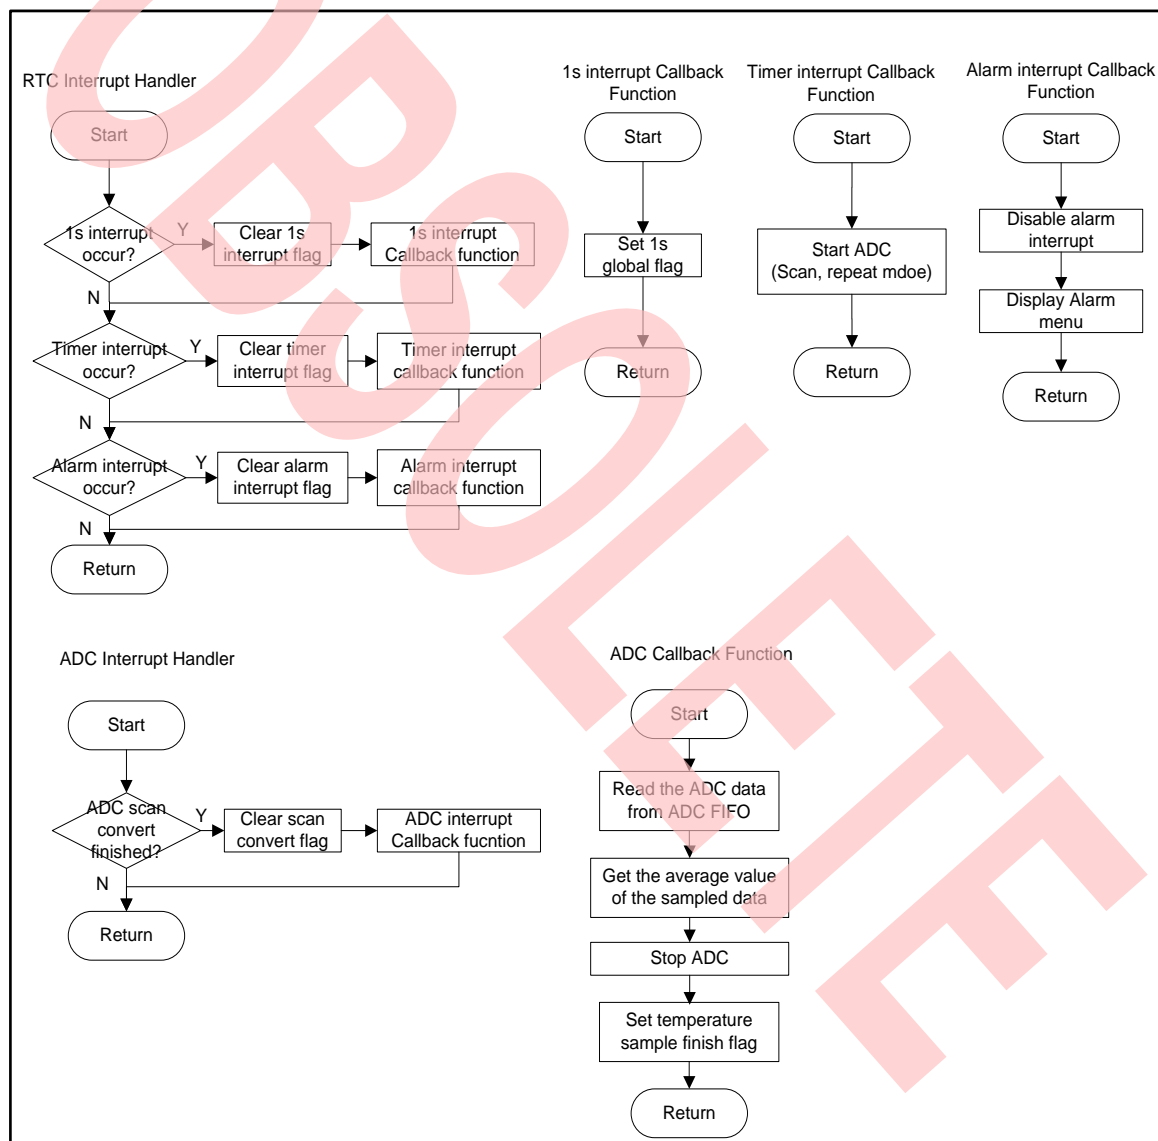 RTC Interrupt Handler
Start
1s interrupt
occur?
Y
Clear 1s
interrupt flag
1s interrupt
Callback function
N
Timer interrupt
occur?
Y
Clear timer
interrupt flag
Timer interrupt
callback function
N
Alarm interrupt
occur?
Y
Clear alarm
interrupt flag
Alarm interrupt
callback function
N
Return
1s interrupt Callback
Function
Start
Set 1s
global flag
Return
Timer interrupt Callback
Function
Start
Start ADC
(Scan, repeat mdoe)
Return
Alarm interrupt Callback
Function
Start
Disable alarm
interrupt
Display Alarm
menu
Return
ADC Interrupt Handler
Start
ADC scan
convert
finished?
Y
Clear scan
convert flag
ADC interrupt
Callback fucntion
N
Return
ADC Callback Function
Start
Read the ADC data
from ADC FIFO
Get the average value
of the sampled data
Stop ADC
Set temperature
sample finish flag
Return
OBSOLETE